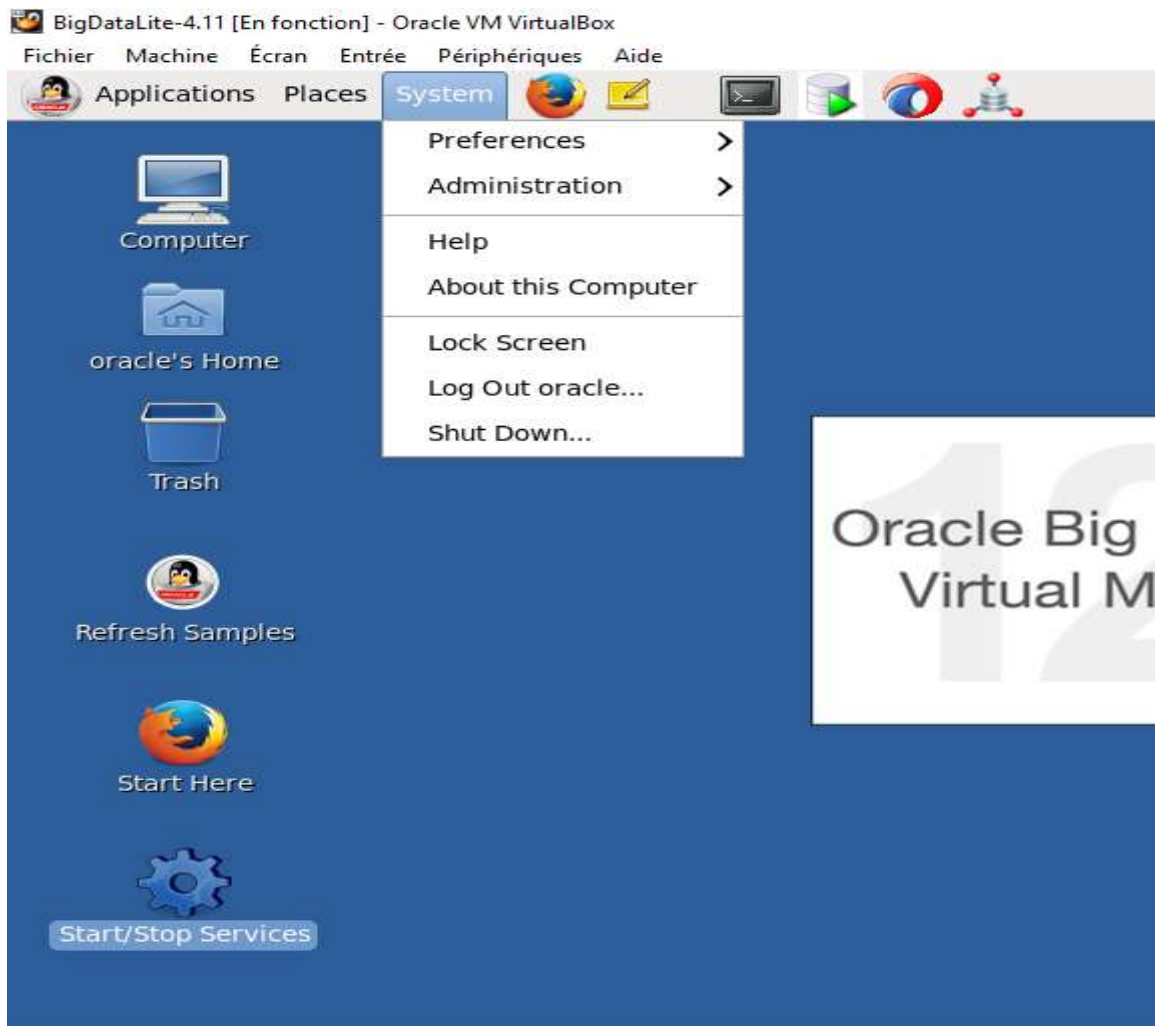 BigDataLite-4.11 [En fonction] - Oracle VM VirtualBox
Fichier Machine Écran Entrée Périphériques Aide
Applications Places System
Preferences
Administration
Help
About this Computer
Lock Screen
Log Out oracle...
Shut Down...
Computer
oracle's Home
Trash
Refresh Samples
Start Here
Start/Stop Services
12
Oracle Big
Virtual M